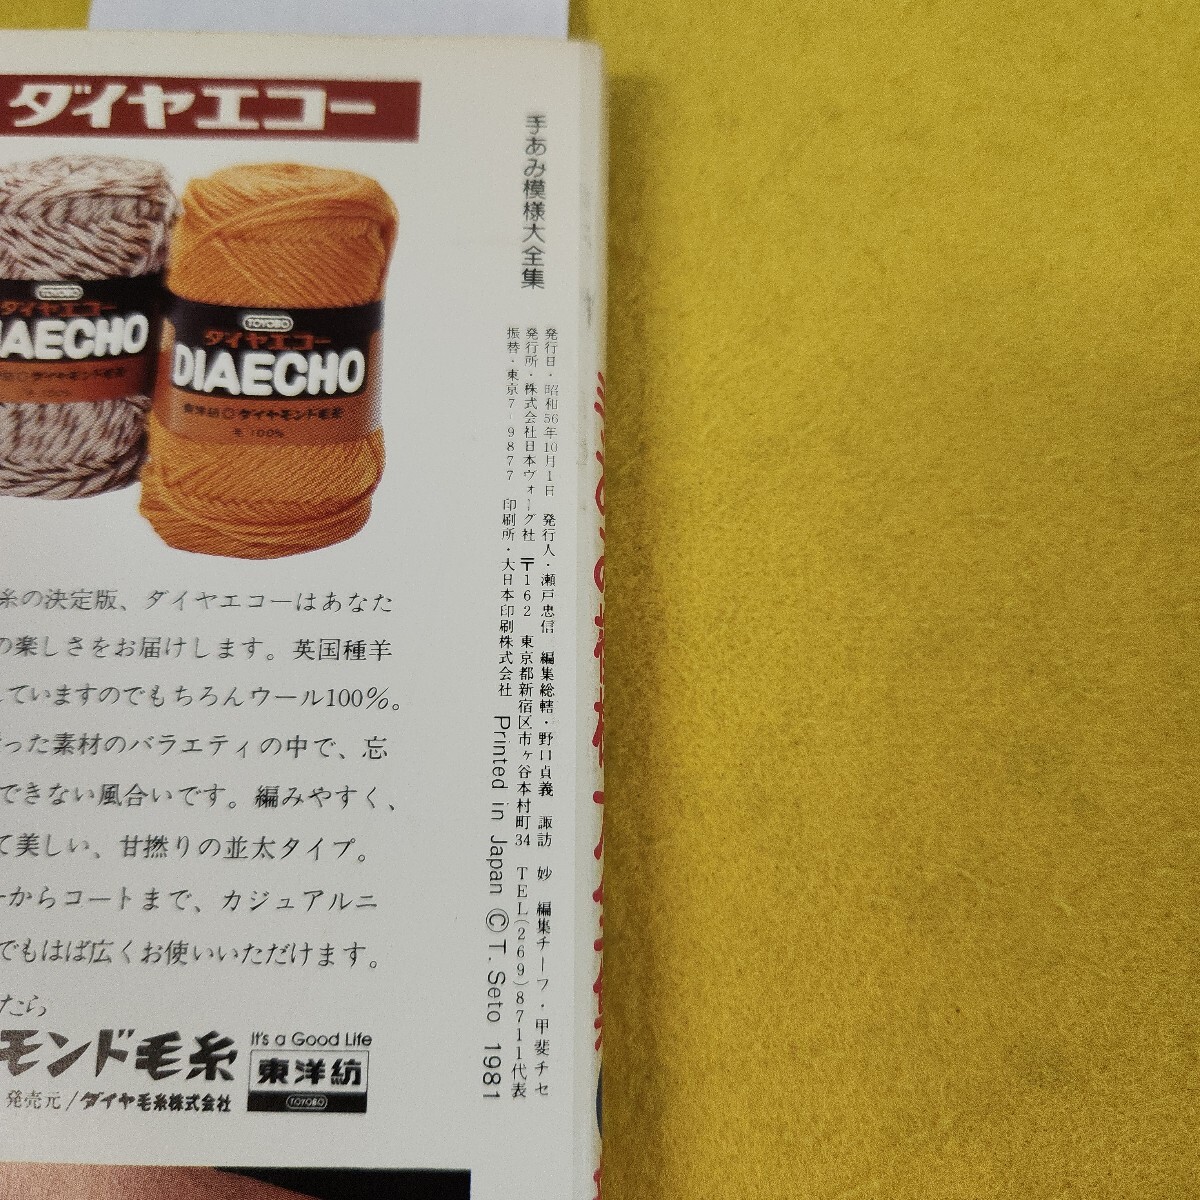 ダイヤエコー
TOYOBO
ダイヤエコー
IAECHO
TOYOBO
ダイヤエコー
DIAECHO
東洋紡 ダイヤモンド毛糸
毛 100%
糸の決定版、ダイヤエコーはあなた
の楽しさをお届けします。英国種羊
していますのでもちろんウール100%。
った素材のバラエティの中で、忘
できない風合いです。編みやすく、
て美しい、甘撚りの並太タイプ。
ーからコートまで、カジュアルニ
でもはば広くお使いいただけます。
たら
モンド毛糸
It's a Good Life
東洋紡
TOYOBO
発売元/ダイヤ毛糸株式会社
手あみ模様大全集
発行日・昭和56年10月1日 発行人・瀬戸忠信 編集総轄・野口貞義 諏訪 妙 編集チーフ・甲斐チセ
発行所・株式会社日本ヴォーグ社 〒162 東京都新宿区市ヶ谷本村町34 TEL(269)8711代表
振替・東京7-9877 印刷所・大日本印刷株式会社 Printed in Japan ©T. Seto 1981